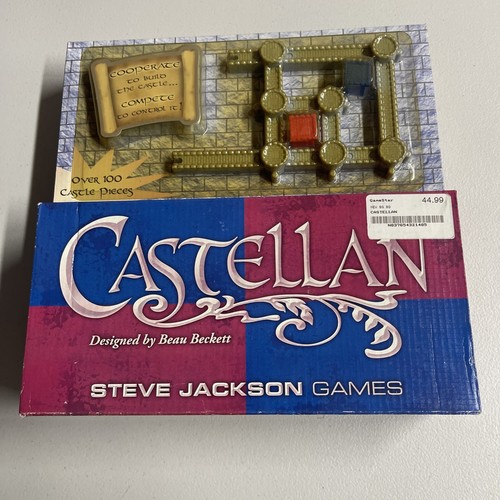 COOPERATE
TO BUILD
THE CASTLE...
COMPETE
TO CONTROL IT!
OVER 100
CASTLE PIECES
GameStar
44.99
CASTELLAN
CASTELLAN
Designed by Beau Beckett
STEVE JACKSON GAMES